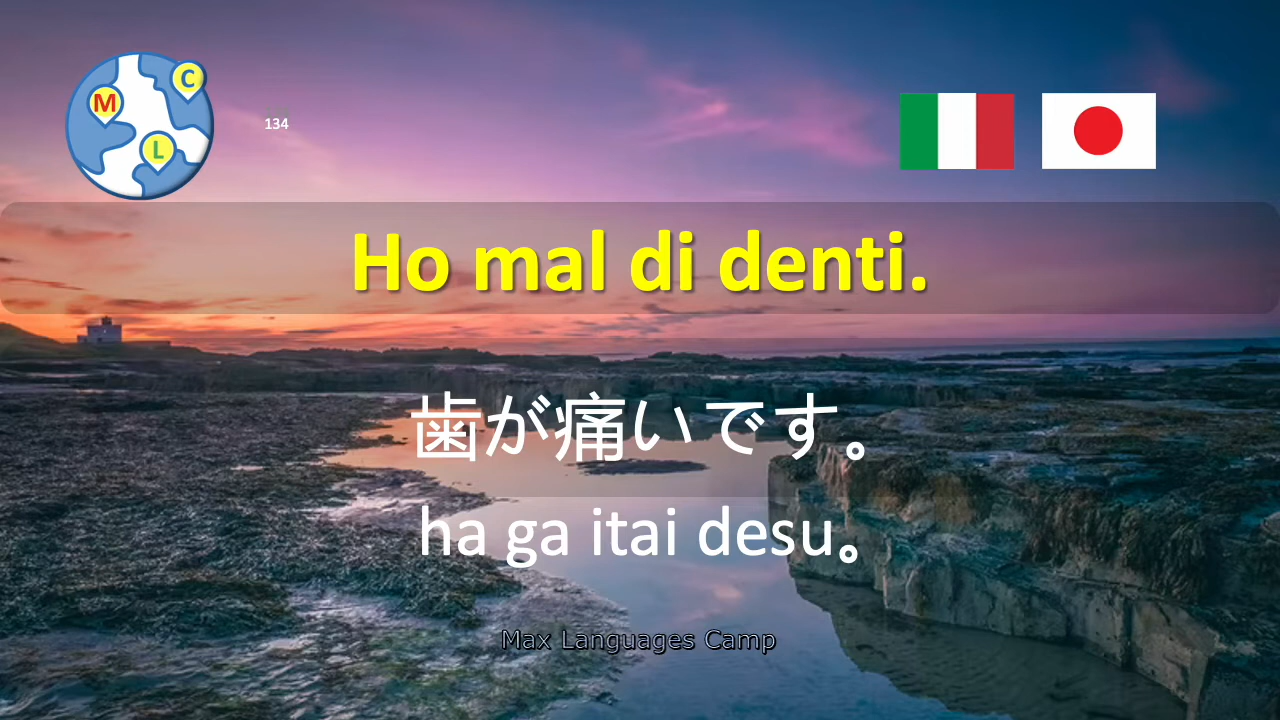 C
M
L
134
Ho mal di denti.
歯が痛いです。
ha ga itai desu。
Max Languages Camp